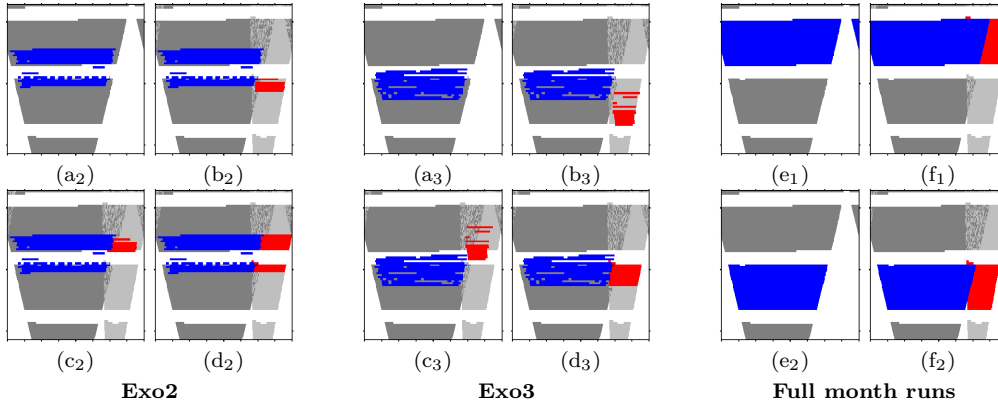 (a2) (b2) (a3) (b3) (e1) (f1)
(c2) (d2) (c3) (d3) (e2) (f2)
Exo2 Exo3 Full month runs